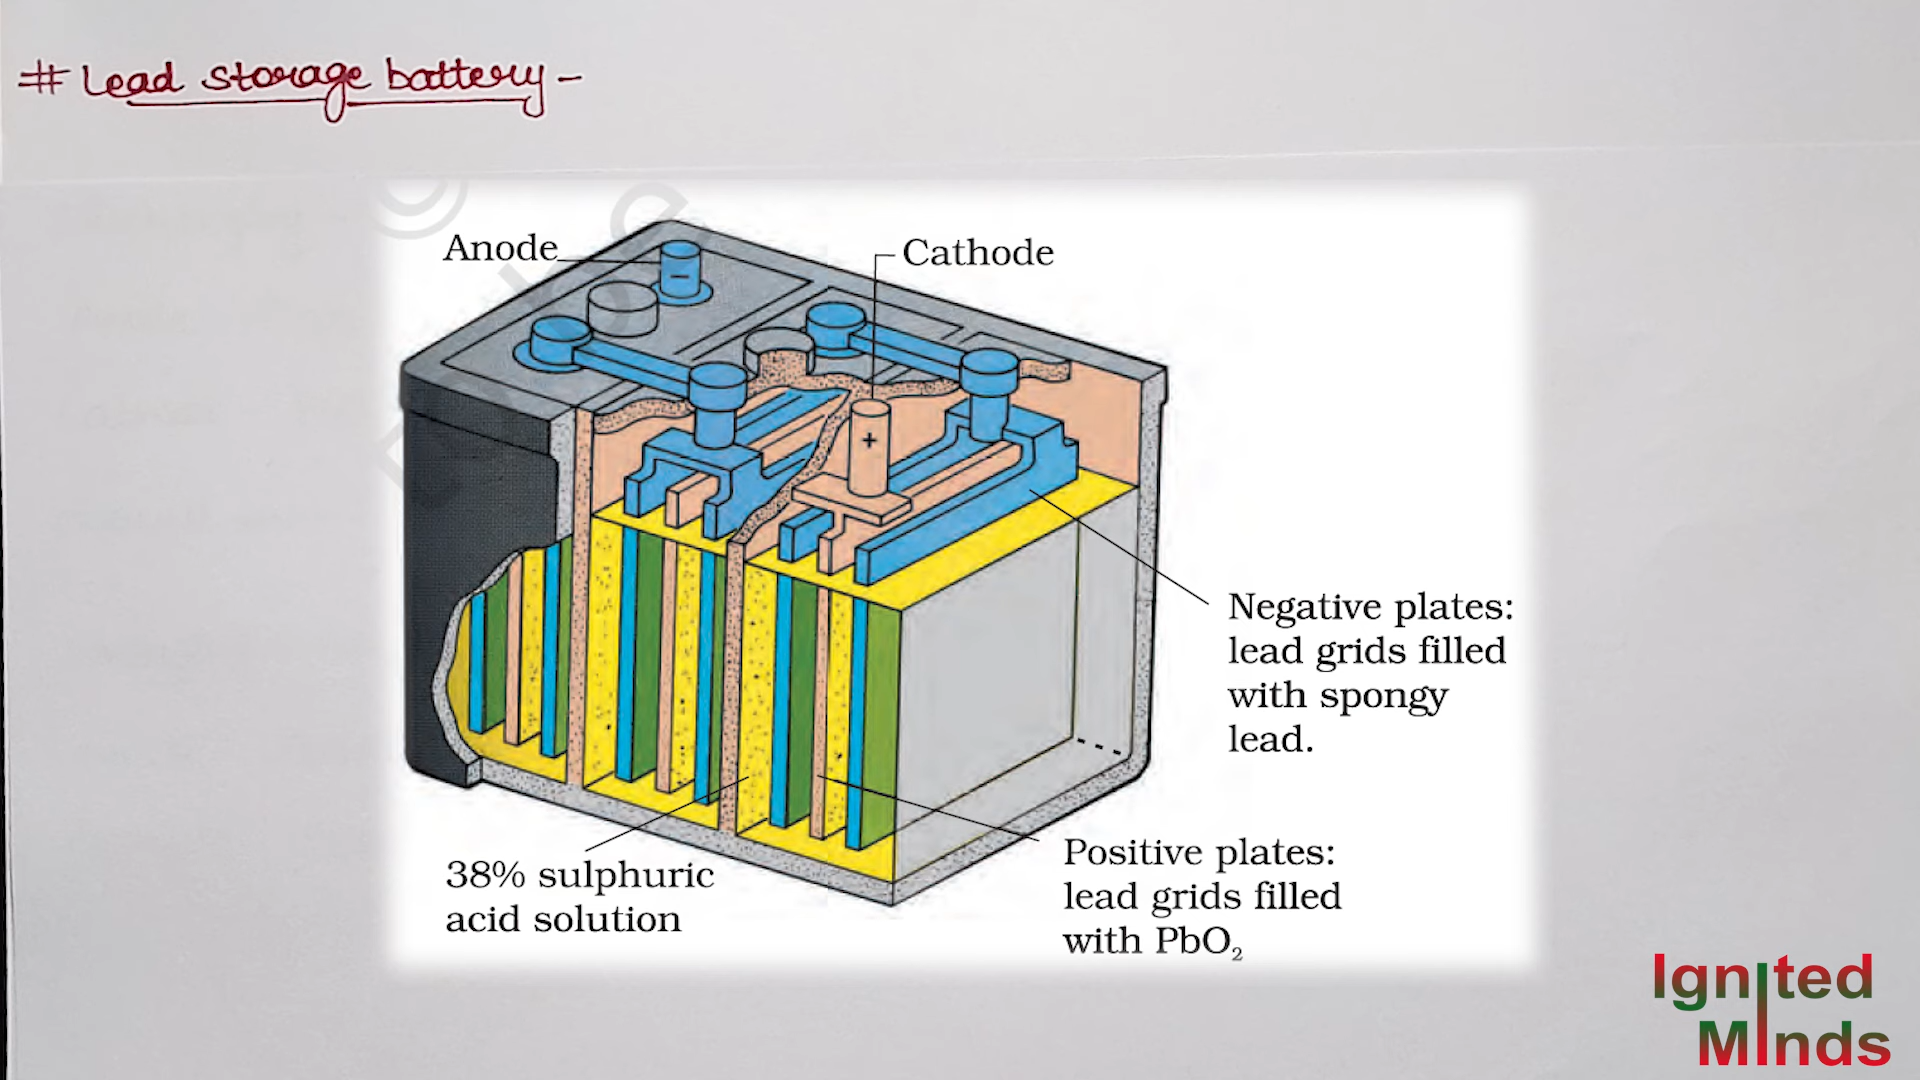 # Lead storage battery -
Anode
Cathode
-
+
Negative plates:
lead grids filled
with spongy
lead.
38% sulphuric
acid solution
Positive plates:
lead grids filled
with PbO₂
Ignited
Minds